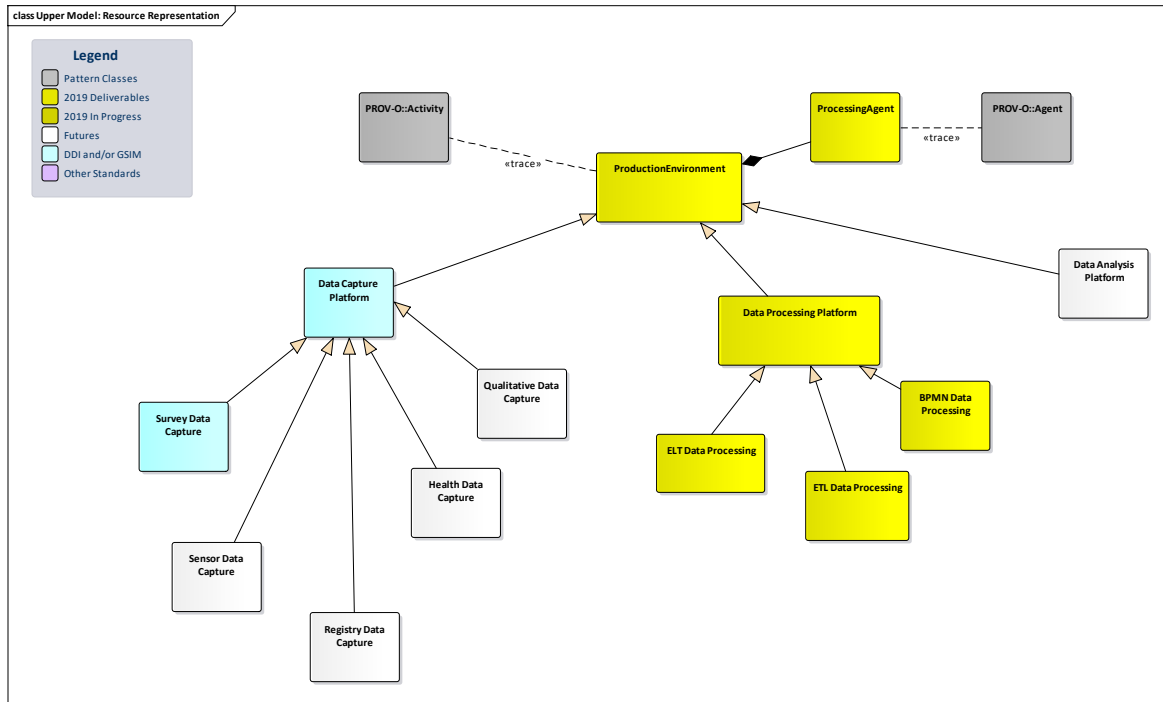 class Upper Model: Resource Representation
Legend
Pattern Classes
2019 Deliverables
2019 In Progress
Futures
DDI and/or GSIM
Other Standards
PROV-O::Activity
ProcessingAgent
PROV-O::Agent
«trace»
«trace»
ProductionEnvironment
Data Analysis
Platform
Data Capture
Platform
Data Processing Platform
Qualitative Data
Capture
BPMN Data
Processing
Survey Data
Capture
ELT Data Processing
Health Data
Capture
ETL Data Processing
Sensor Data
Capture
Registry Data
Capture